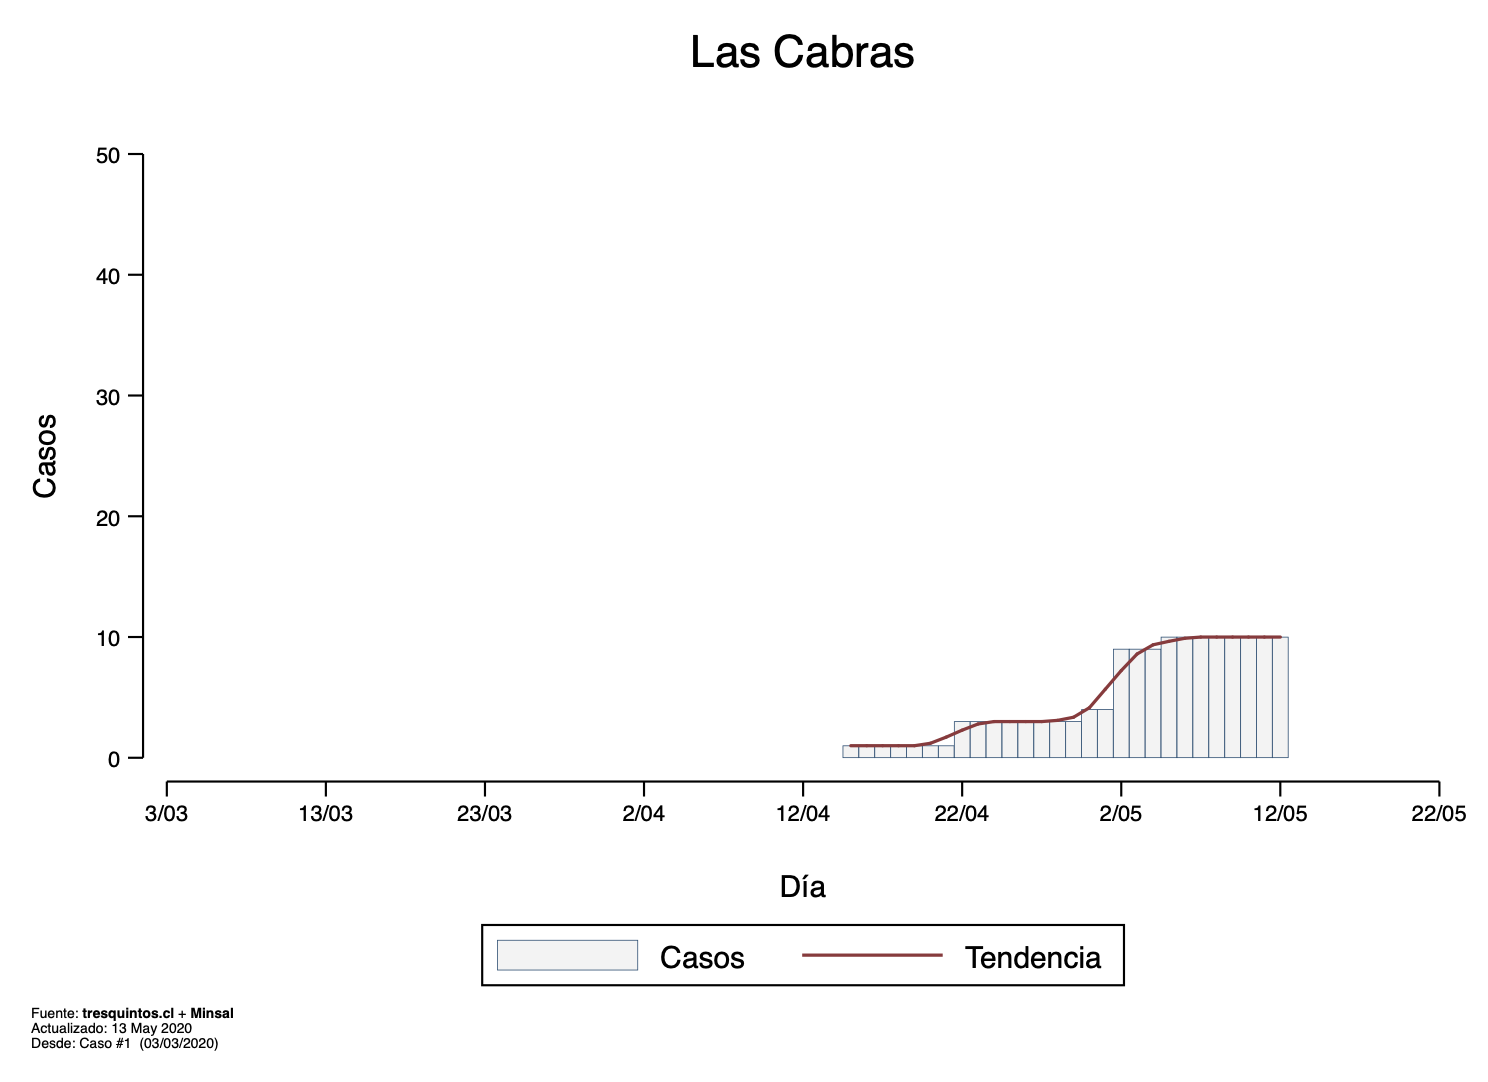 Las Cabras
50
40
30
20
10
0
Casos
3/03 13/03 23/03 2/04 12/04 22/04 2/05 12/05 22/05
Día
Casos Tendencia
Fuente: tresquintos.cl + Minsal
Actualizado: 13 May 2020
Desde: Caso #1 (03/03/2020)